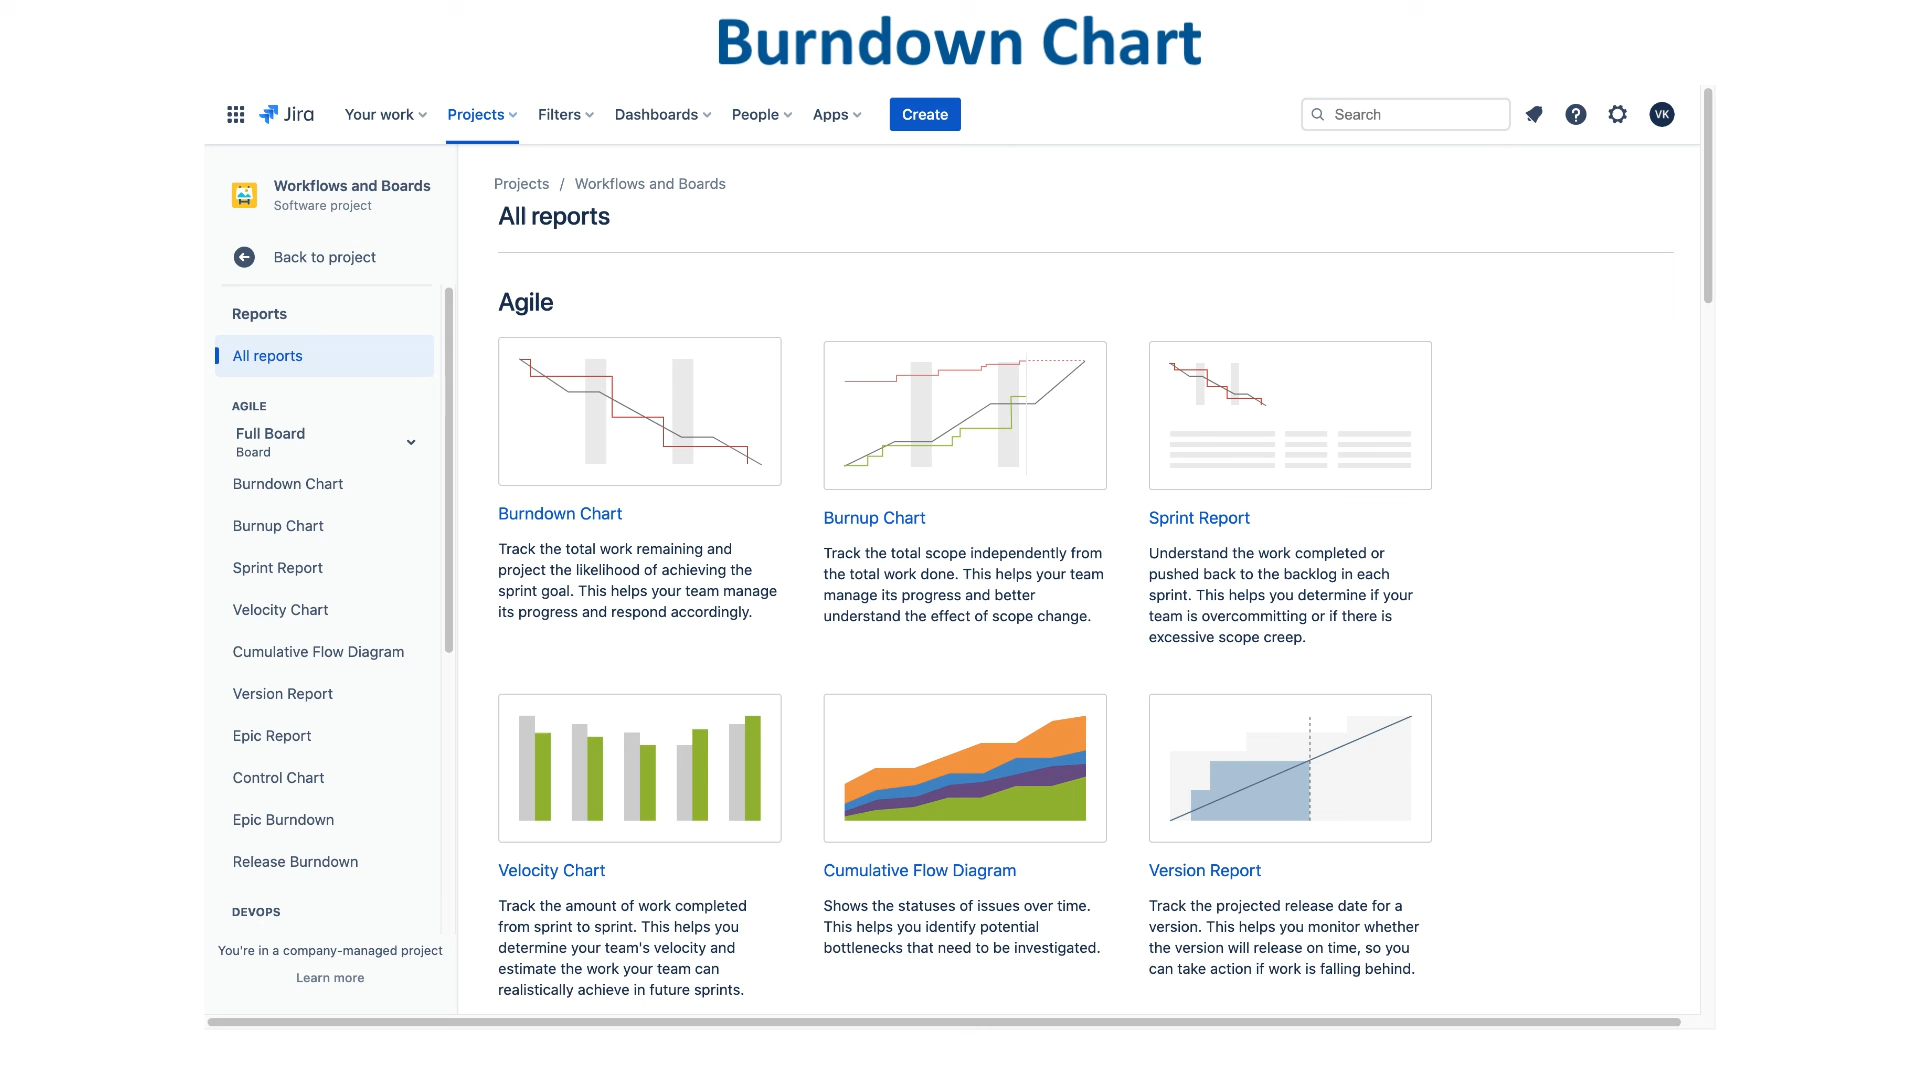 Burndown Chart
Jira
Your work
Projects
Filters
Dashboards
People
Apps
Create
Search
VK
Workflows and Boards
Software project
Back to project
Reports
All reports
AGILE
Full Board
Board
Burndown Chart
Burnup Chart
Sprint Report
Velocity Chart
Cumulative Flow Diagram
Version Report
Epic Report
Control Chart
Epic Burndown
Release Burndown
DEVOPS
You're in a company-managed project
Learn more
Projects / Workflows and Boards
All reports
Agile
Burndown Chart
Track the total work remaining and
project the likelihood of achieving the
sprint goal. This helps your team manage
its progress and respond accordingly.
Burnup Chart
Track the total scope independently from
the total work done. This helps your team
manage its progress and better
understand the effect of scope change.
Sprint Report
Understand the work completed or
pushed back to the backlog in each
sprint. This helps you determine if your
team is overcommitting or if there is
excessive scope creep.
Velocity Chart
Track the amount of work completed
from sprint to sprint. This helps you
determine your team's velocity and
estimate the work your team can
realistically achieve in future sprints.
Cumulative Flow Diagram
Shows the statuses of issues over time.
This helps you identify potential
bottlenecks that need to be investigated.
Version Report
Track the projected release date for a
version. This helps you monitor whether
the version will release on time, so you
can take action if work is falling behind.